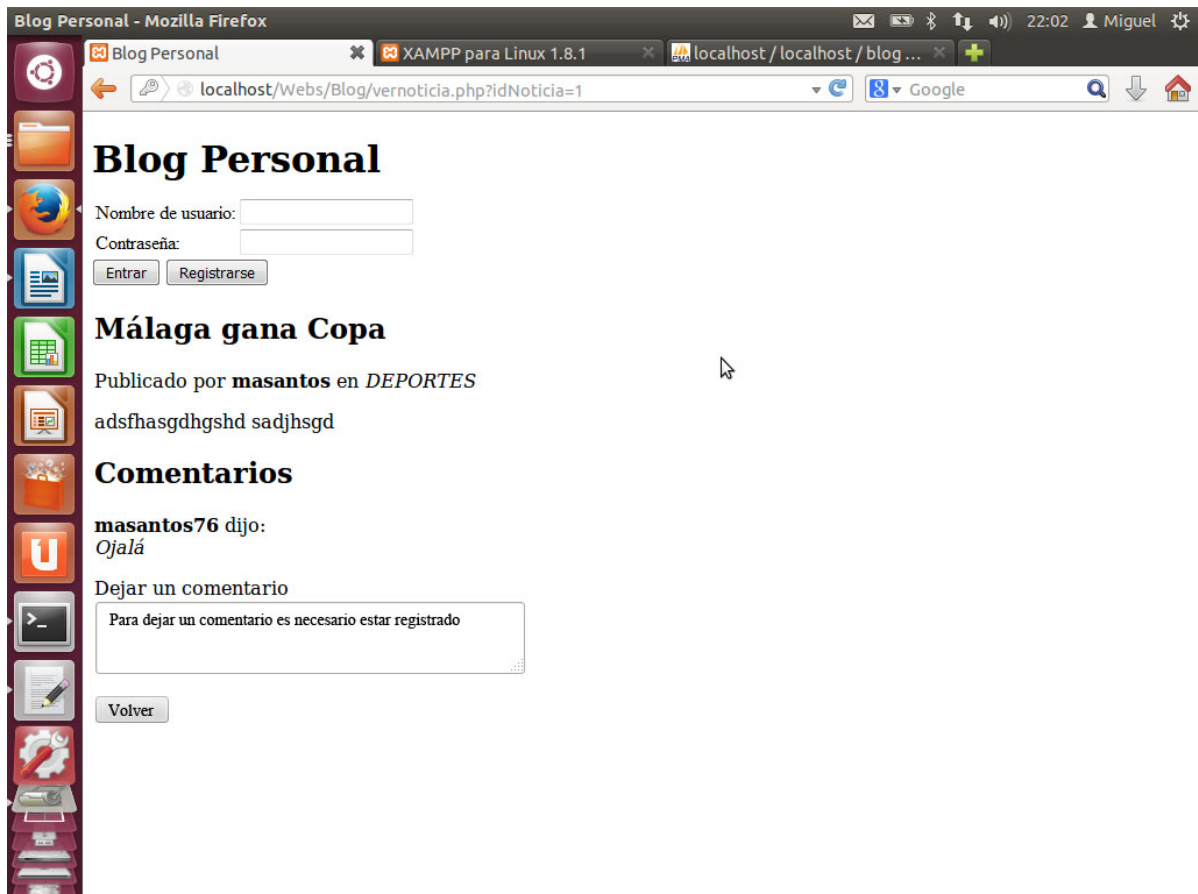 Blog Personal - Mozilla Firefox
22:02 Miguel
Blog Personal
XAMPP para Linux 1.8.1
localhost / localhost / blog ...
localhost/Webs/Blog/vernoticia.php?idNoticia=1
Google
Blog Personal
Nombre de usuario:
Contraseña:
Entrar Registrarse
Málaga gana Copa
Publicado por masantos en DEPORTES
adsfhasgdhgshd sadjhsgd
Comentarios
masantos76 dijo:
Ojalá
Dejar un comentario
Para dejar un comentario es necesario estar registrado
Volver